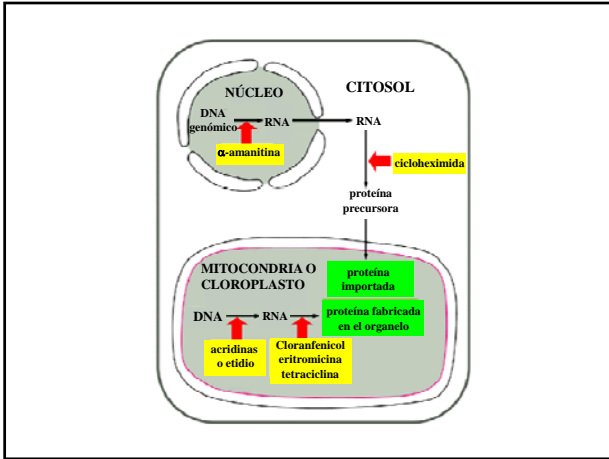 NÚCLEO
CITOSOL
DNA
genómico
RNA
RNA
α-amanitina
cicloheximida
proteína
precursora
MITOCONDRIA O
CLOROPLASTO
proteína
importada
DNA
RNA
proteína fabricada
en el organelo
acridinas
o etidio
Cloranfenicol
eritromicina
tetraciclina